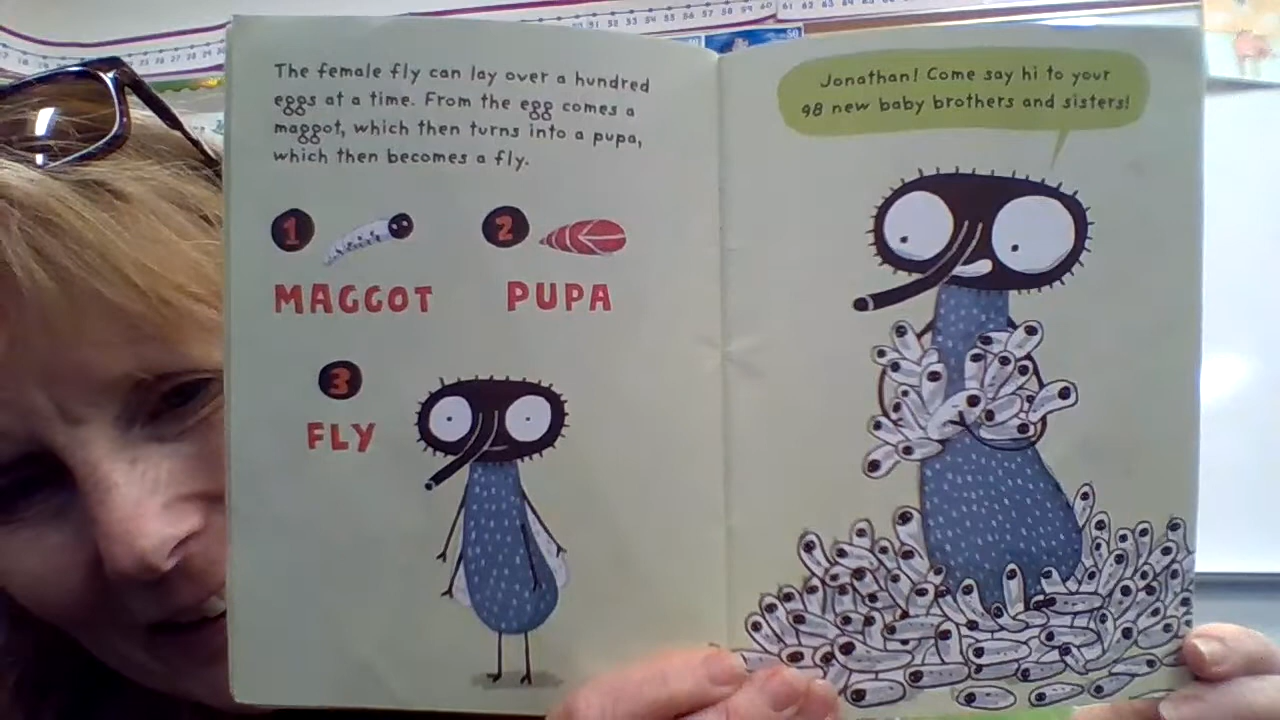 The female fly can lay over a hundred
eggs at a time. From the egg comes a
maggot, which then turns into a pupa,
which then becomes a fly.
1
MAGGOT
2
PUPA
3
FLY
Jonathan! Come say hi to your
98 new baby brothers and sisters!